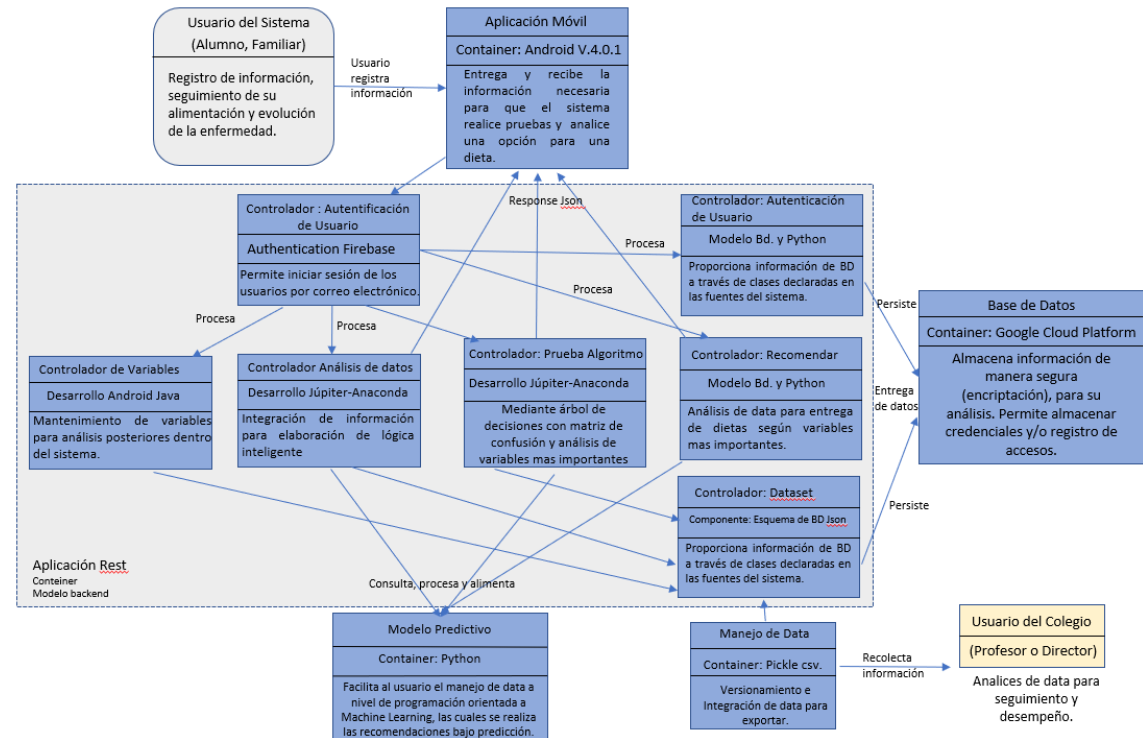 Usuario del Sistema
(Alumno, Familiar)
Registro de información,
seguimiento de su
alimentación y evolución
de la enfermedad.
Usuario
registra
información
Aplicación Móvil
Container: Android V.4.0.1
Entrega y recibe la
información necesaria
para que el sistema
realice pruebas y analice
una opción para una
dieta.
Response Json
Controlador : Autentificación
de Usuario
Authentication Firebase
Permite iniciar sesión de los
usuarios por correo electrónico.
Procesa
Controlador: Autenticación
de Usuario
Modelo Bd. y Python
Proporciona información de BD
a través de clases declaradas en
las fuentes del sistema.
Procesa
Persiste
Base de Datos
Container: Google Cloud Platform
Almacena información de
manera segura
(encriptación), para su
análisis. Permite almacenar
credenciales y/o registro de
accesos.
Procesa
Procesa
Entrega
de datos
Controlador de Variables
Desarrollo Android Java
Mantenimiento de variables
para análisis posteriores dentro
del sistema.
Controlador Análisis de datos
Desarrollo Júpiter-Anaconda
Integración de información
para elaboración de lógica
inteligente
Controlador: Prueba Algoritmo
Desarrollo Júpiter-Anaconda
Mediante árbol de
decisiones con matriz de
confusión y análisis de
variables mas importantes
Controlador: Recomendar
Modelo Bd. y Python
Análisis de data para entrega
de dietas según variables
mas importantes.
Controlador: Dataset
Componente: Esquema de BD Json
Proporciona información de BD
a través de clases declaradas en
las fuentes del sistema.
Persiste
Aplicación Rest
Conteiner
Modelo backend
Consulta, procesa y alimenta
Modelo Predictivo
Container: Python
Facilita al usuario el manejo de data a
nivel de programación orientada a
Machine Learning, las cuales se realiza
las recomendaciones bajo predicción.
Manejo de Data
Container: Pickle csv.
Versionamiento e
Integración de data para
exportar.
Recolecta
información
Usuario del Colegio
(Profesor o Director)
Analices de data para
seguimiento y
desempeño.